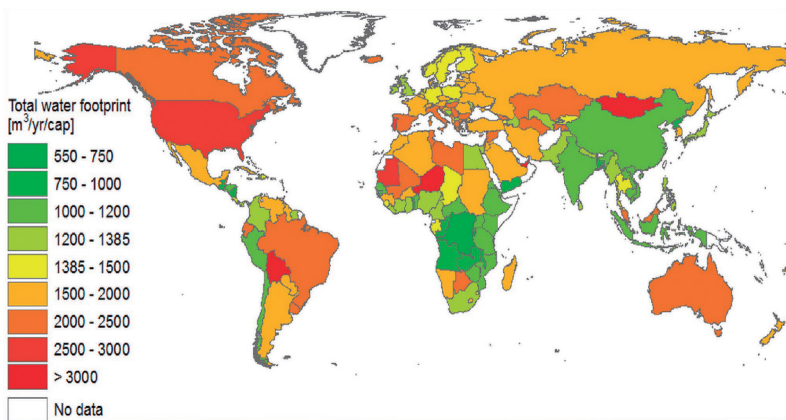 Total water footprint
[m³/yr/cap]
550 - 750
750 - 1000
1000 - 1200
1200 - 1385
1385 - 1500
1500 - 2000
2000 - 2500
2500 - 3000
> 3000
No data